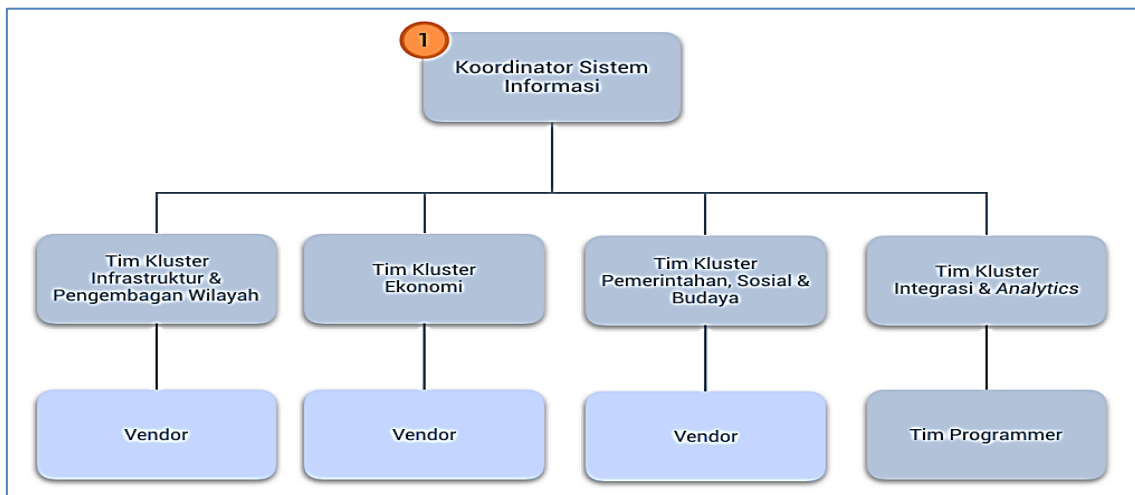 1
Koordinator Sistem
Informasi
Tim Kluster
Infrastruktur &
Pengembagan Wilayah
Tim Kluster
Ekonomi
Tim Kluster
Pemerintahan, Sosial &
Budaya
Tim Kluster
Integrasi & Analytics
Vendor
Vendor
Vendor
Tim Programmer